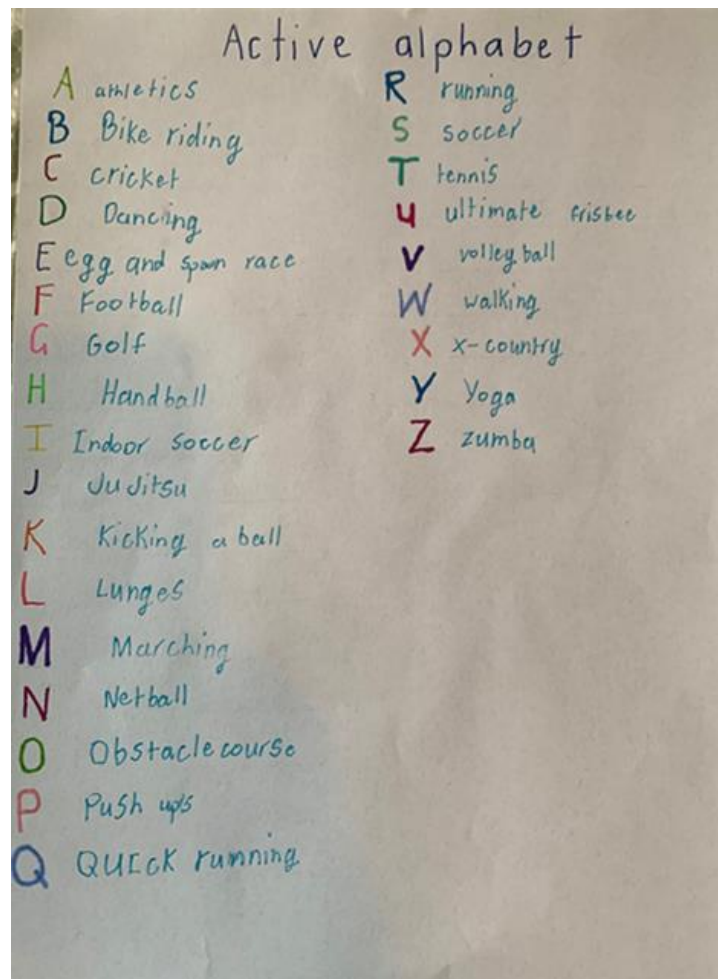 Active alphabet
A athletics
B Bike riding
C cricket
D Dancing
E egg and spoon race
F Football
G Golf
H Handball
I Indoor soccer
J Ju Jitsu
K Kicking a ball
L Lunges
M Marching
N Netball
O Obstacle course
P Push ups
Q QUICK running
R running
S soccer
T tennis
U ultimate frisbee
V volley ball
W walking
X x-country
Y Yoga
Z zumba